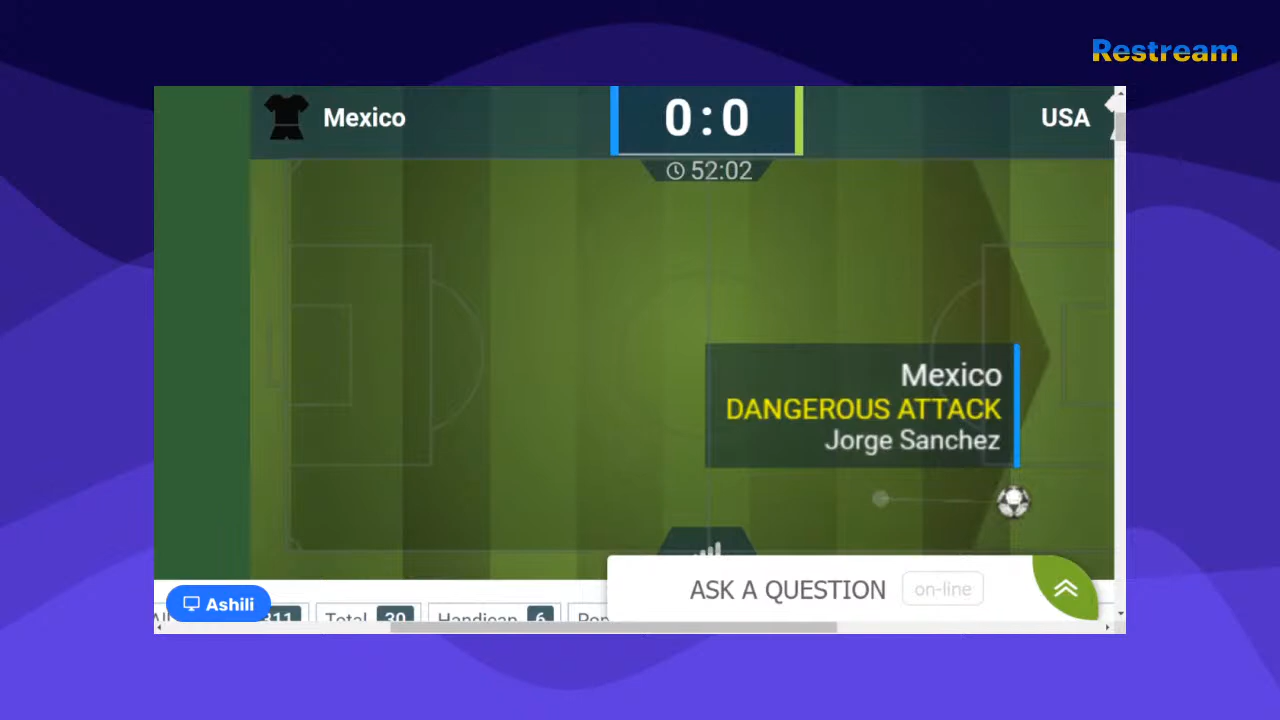 Restream
Mexico
0:0
USA
52:02
Mexico
DANGEROUS ATTACK
Jorge Sanchez
ASK A QUESTION
on-line
Ashili
Total 30
Handicap 6